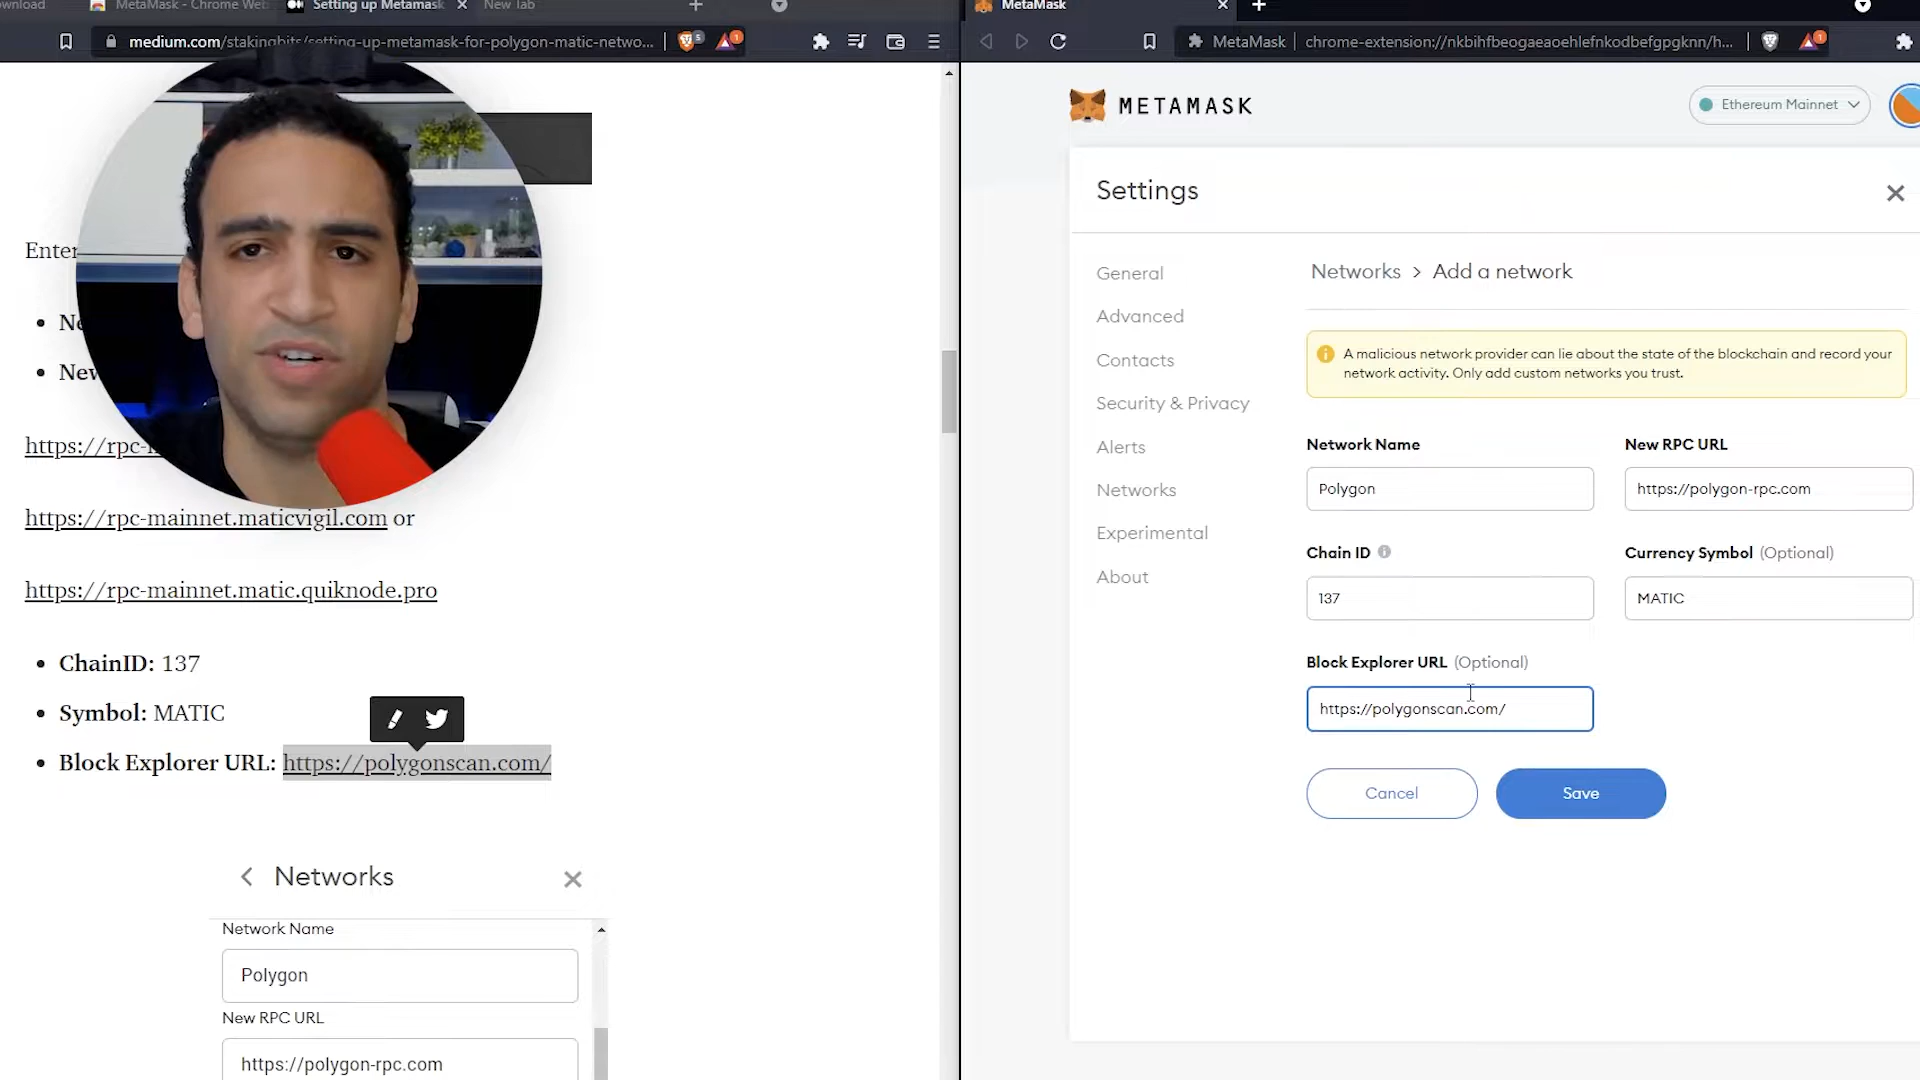 MetaMask - Chrome Web
Setting up Metamask
New Tab
medium.com/stakingbits/setting-up-metamask-for-polygon-matic-netwo...
Enter
New
https://rpc-
https://rpc-mainnet.maticvigil.com or
https://rpc-mainnet.matic.quiknode.pro
ChainID: 137
Symbol: MATIC
Block Explorer URL: https://polygonscan.com/
Networks
Network Name
Polygon
New RPC URL
https://polygon-rpc.com
MetaMask
MetaMask
chrome-extension://nkbihfbeogaeaoehlefnkodbefgpgknn/h...
METAMASK
Ethereum Mainnet
Settings
General
Advanced
Contacts
Security & Privacy
Alerts
Networks
Experimental
About
Networks > Add a network
A malicious network provider can lie about the state of the blockchain and record your
network activity. Only add custom networks you trust.
Network Name
Polygon
New RPC URL
https://polygon-rpc.com
Chain ID
137
Currency Symbol (Optional)
MATIC
Block Explorer URL (Optional)
https://polygonscan.com/
Cancel
Save